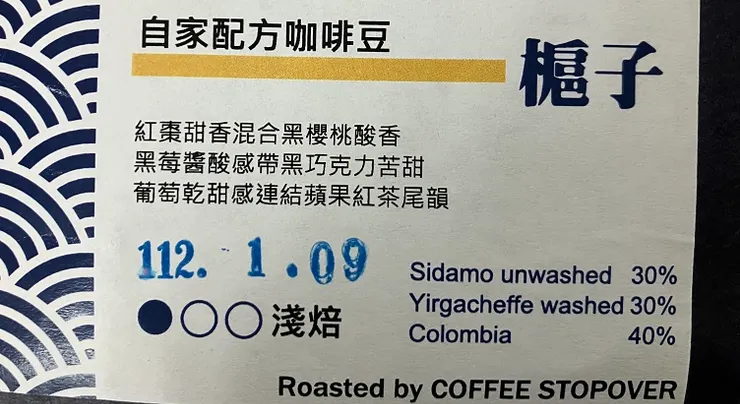 自家配方咖啡豆
槴子
紅棗甜香混合黑櫻桃酸香
黑莓醬酸感帶黑巧克力苦甜
葡萄乾甜感連結蘋果紅茶尾韻
112. 1.09
淺焙
Sidamo unwashed 30%
Yirgacheffe washed 30%
Colombia 40%
Roasted by COFFEE STOPOVER